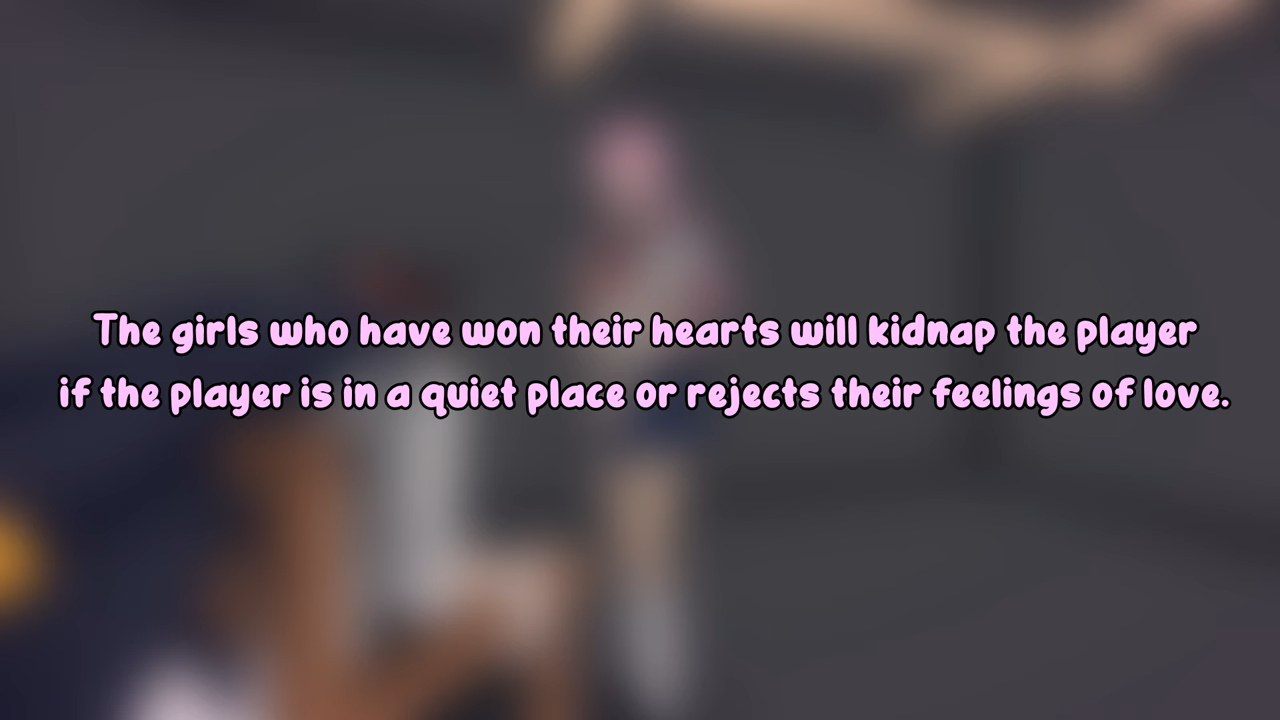 The girls who have won their hearts will kidnap the player
if the player is in a quiet place or rejects their feelings of love.